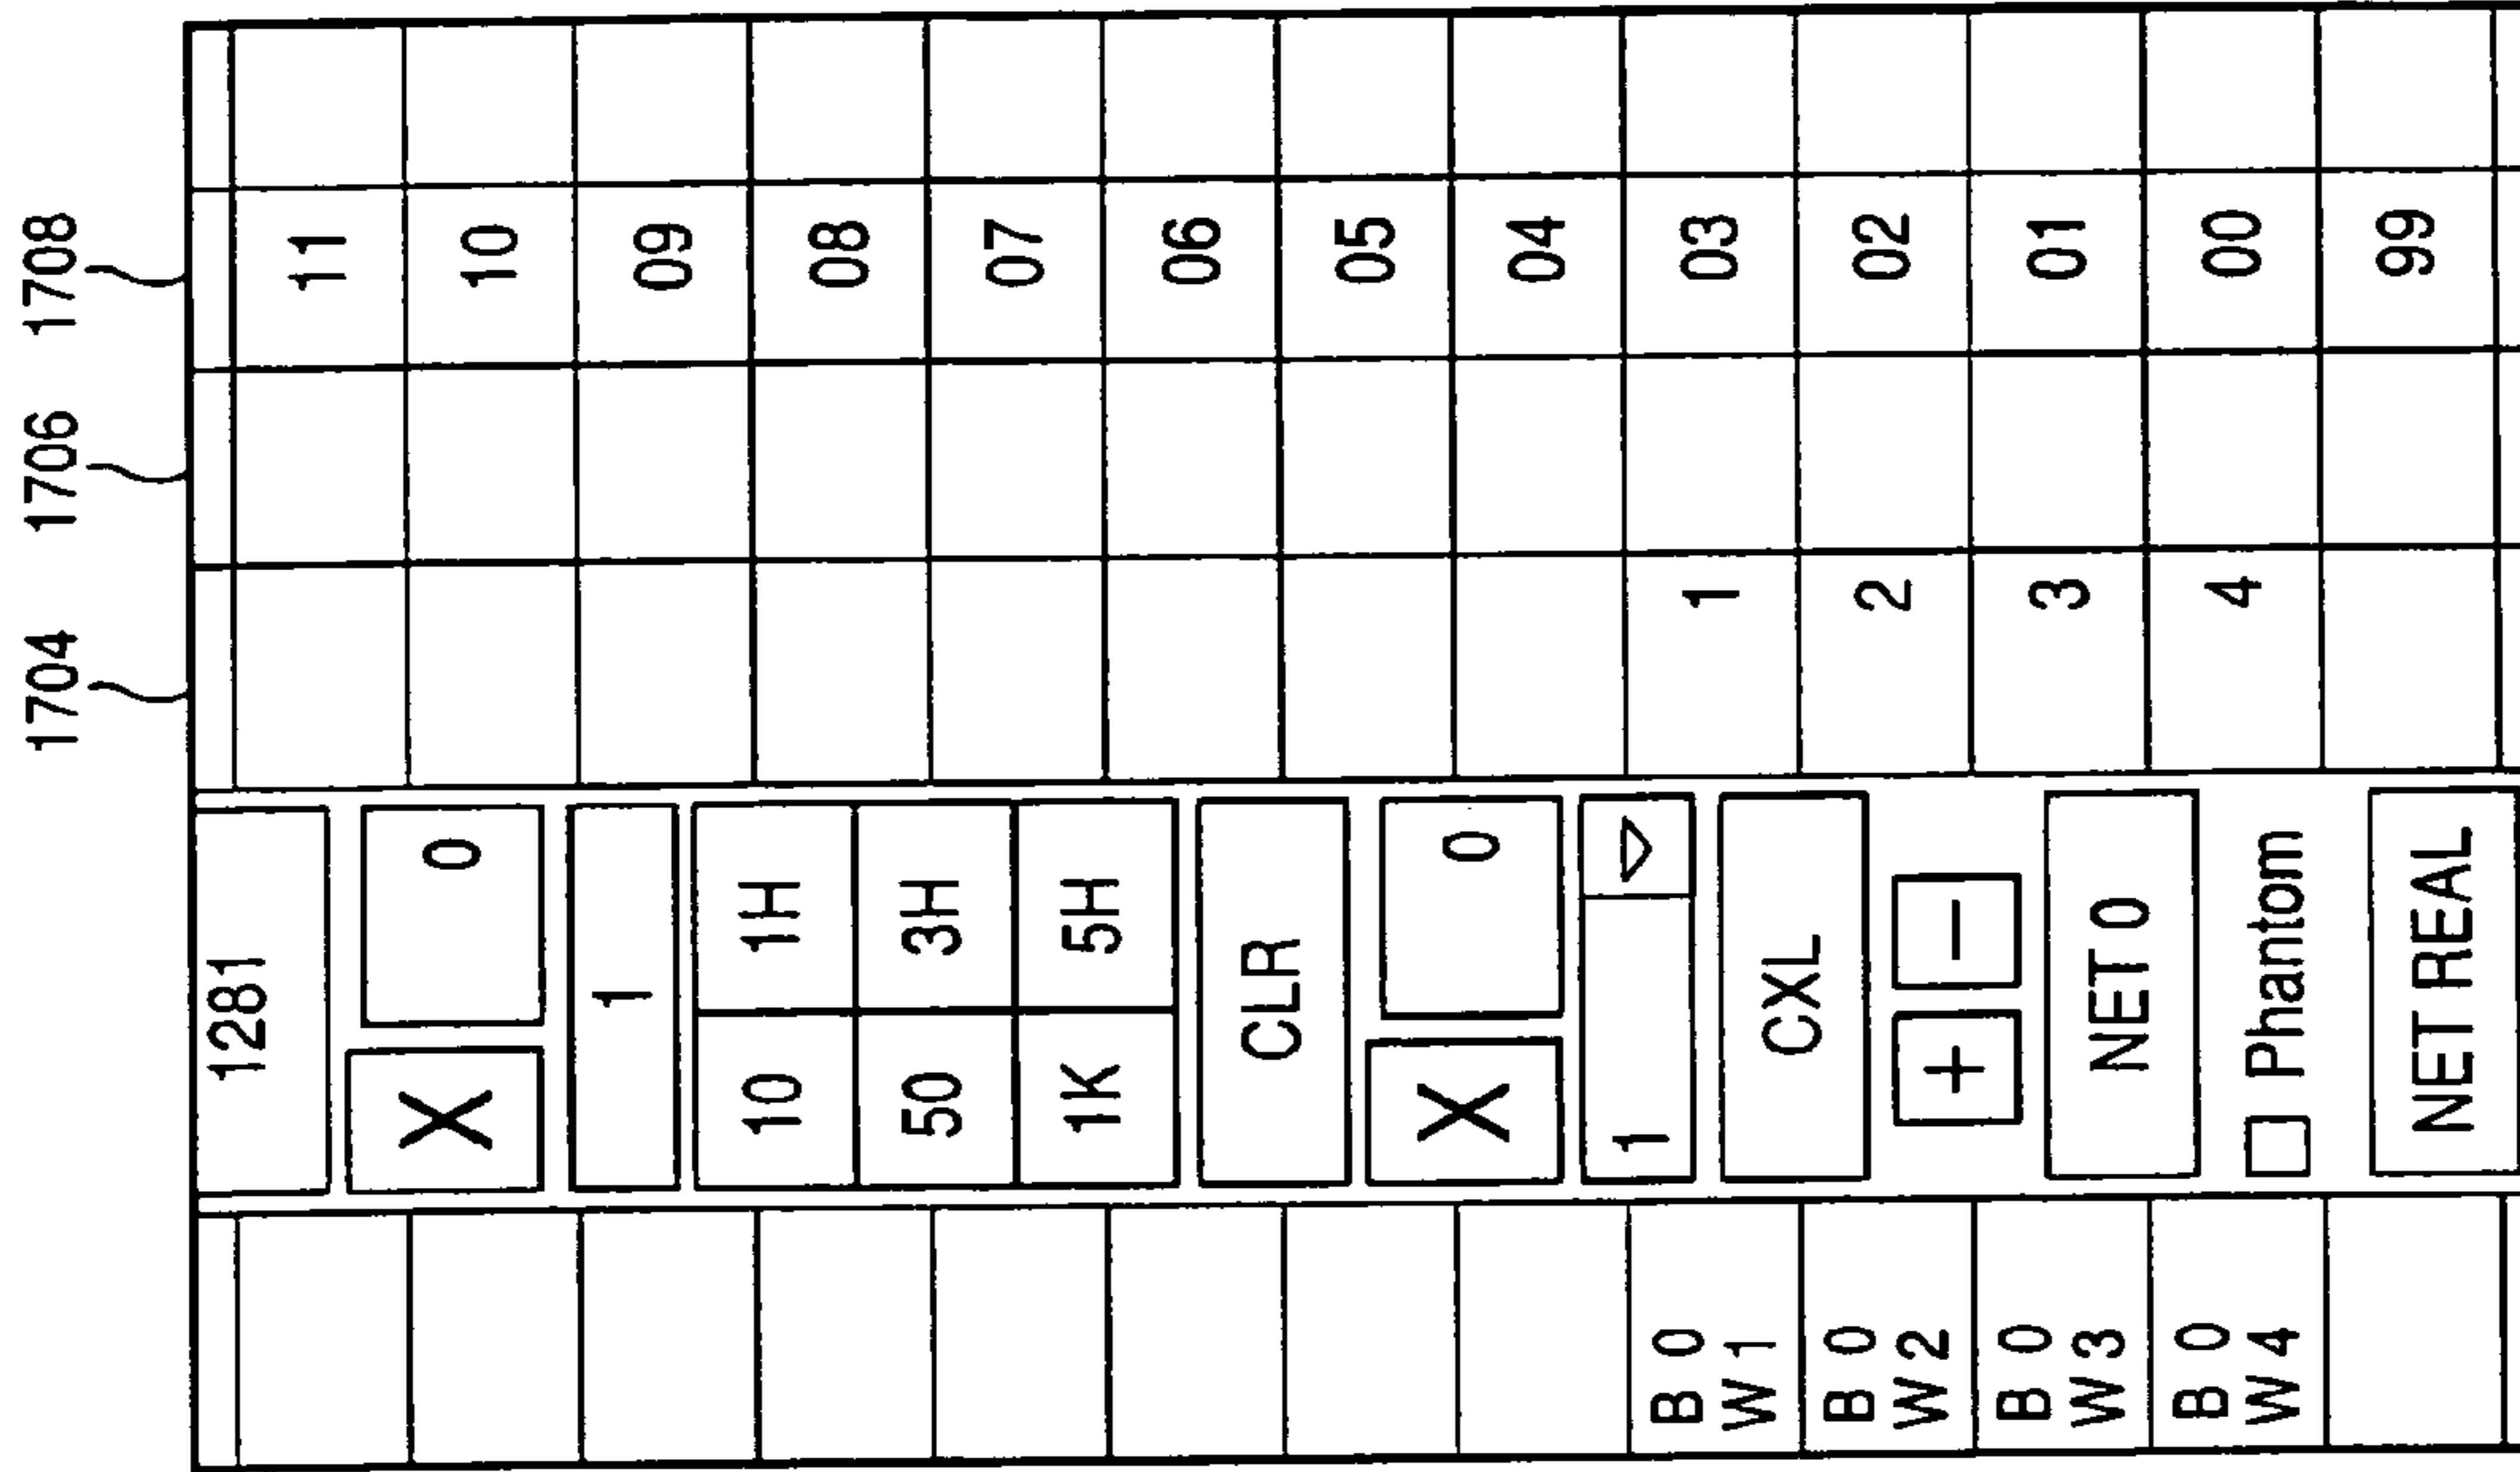 1704 1706 1708
1281
11
X 0
10
1
09
10 1H
08
50 3H
07
1K 5H
06
CLR
05
X 0
04
1
B 0 1 03
W 1
CXL
B 0 2 02
W 2
+ −
B 0 3 01
W 3
NET 0
B 0 4 00
W 4
Phantom
99
NET REAL